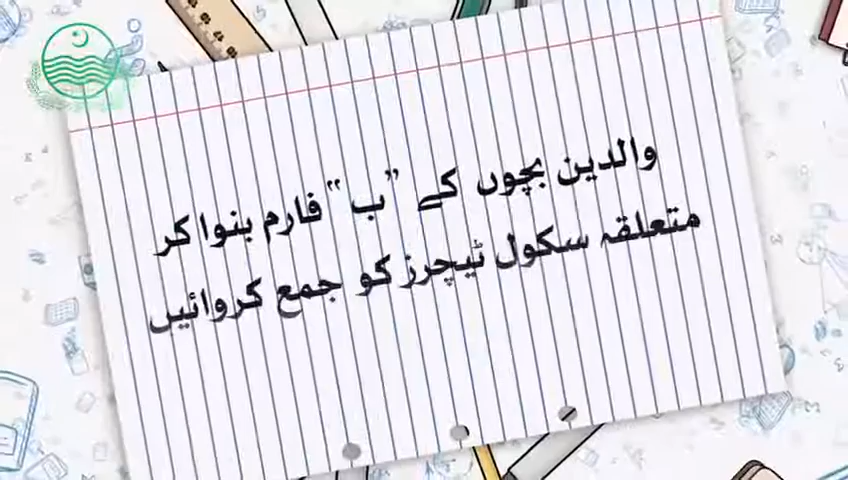 والدین بچوں کے ”ب“ فارم بنوا کر
متعلقہ سکول ٹیچرز کو جمع کروائیں